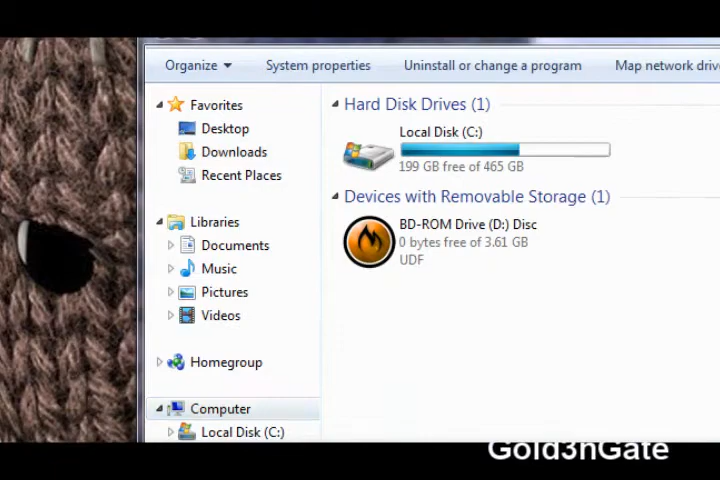 Organize System properties Uninstall or change a program Map network drive
Favorites
Desktop
Downloads
Recent Places
Libraries
Documents
Music
Pictures
Videos
Homegroup
Computer
Local Disk (C:)
Hard Disk Drives (1)
Local Disk (C:)
199 GB free of 465 GB
Devices with Removable Storage (1)
BD-ROM Drive (D:) Disc
0 bytes free of 3.61 GB
UDF
Gold3nGate